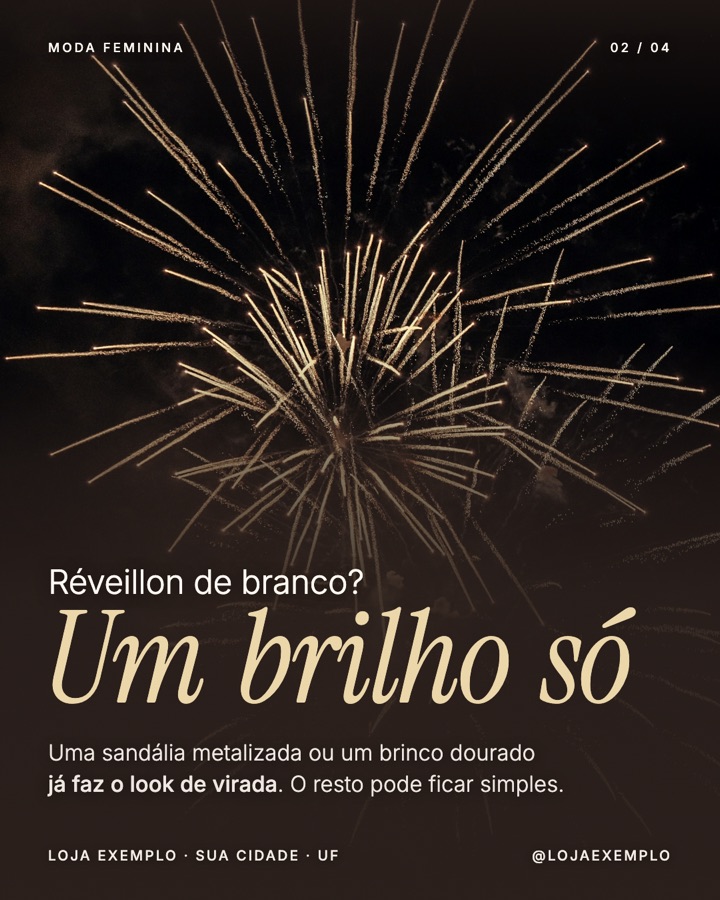 MODA FEMININA
02 / 04
Réveillon de branco?
Um brilho só
Uma sandália metalizada ou um brinco dourado
já faz o look de virada. O resto pode ficar simples.
LOJA EXEMPLO · SUA CIDADE · UF
@LOJAEXEMPLO